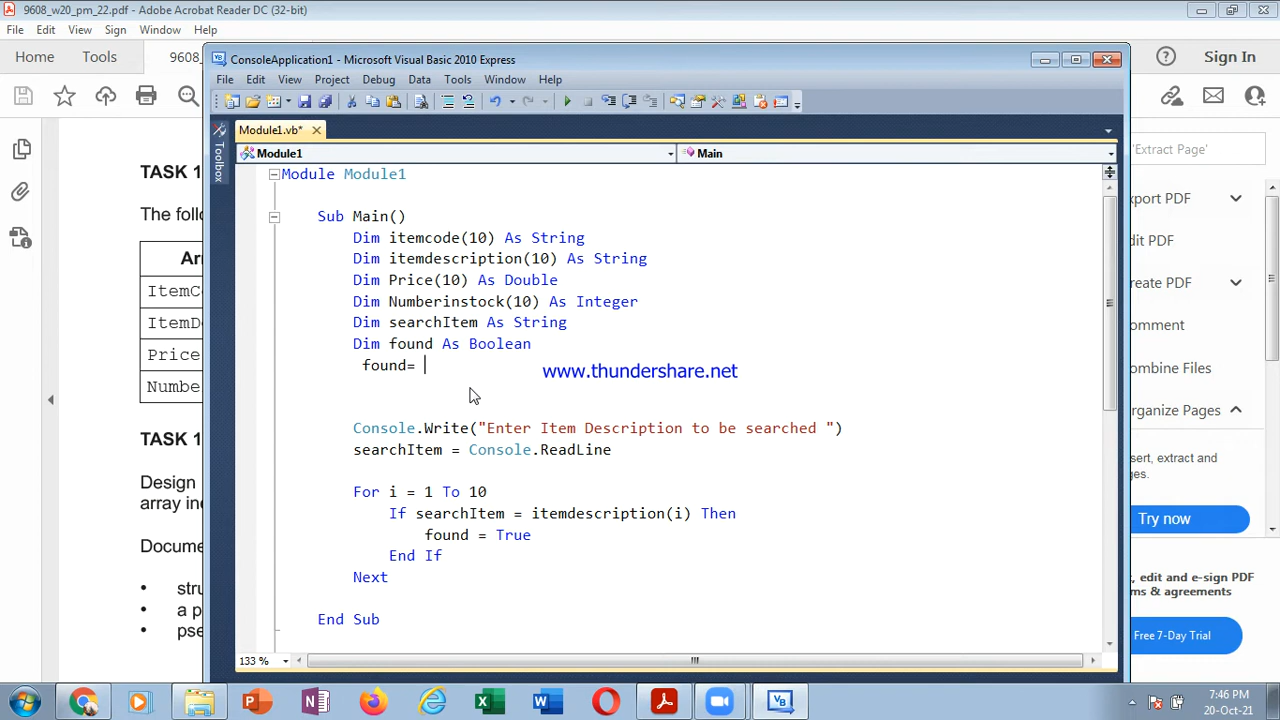 9608_w20_pm_22.pdf - Adobe Acrobat Reader DC (32-bit)
File Edit View Sign Window Help
Home Tools 9608_
Sign In
ConsoleApplication1 - Microsoft Visual Basic 2010 Express
File Edit View Project Debug Data Tools Window Help
Module1.vb*
Toolbox
Module1 Main
Module Module1
Sub Main()
Dim itemcode(10) As String
Dim itemdescription(10) As String
Dim Price(10) As Double
Dim Numberinstock(10) As Integer
Dim searchItem As String
Dim found As Boolean
found=
www.thundershare.net
Console.Write("Enter Item Description to be searched ")
searchItem = Console.ReadLine
For i = 1 To 10
If searchItem = itemdescription(i) Then
found = True
End If
Next
End Sub
133 %
TASK 1
The follo
Ar
ItemC
ItemD
Price
Numbe
TASK 1
Design
array in
Docume
• stru
• a p
• pse
'Extract Page'
xport PDF
dit PDF
reate PDF
omment
ombine Files
rganize Pages
sert, extract and
ges.
Try now
, edit and e-sign PDF
ms & agreements
Free 7-Day Trial
7:46 PM
20-Oct-21